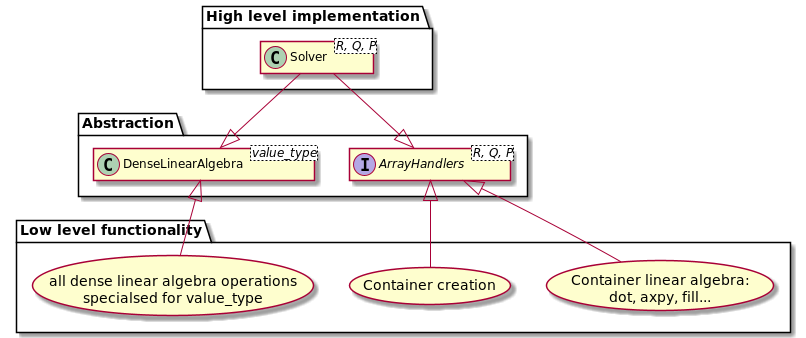 High level implementation
C Solver R, Q, P
Abstraction
C DenseLinearAlgebra value_type
I ArrayHandlers R, Q, P
Low level functionality
all dense linear algebra operations
specialsed for value_type
Container creation
Container linear algebra:
dot, axpy, fill...